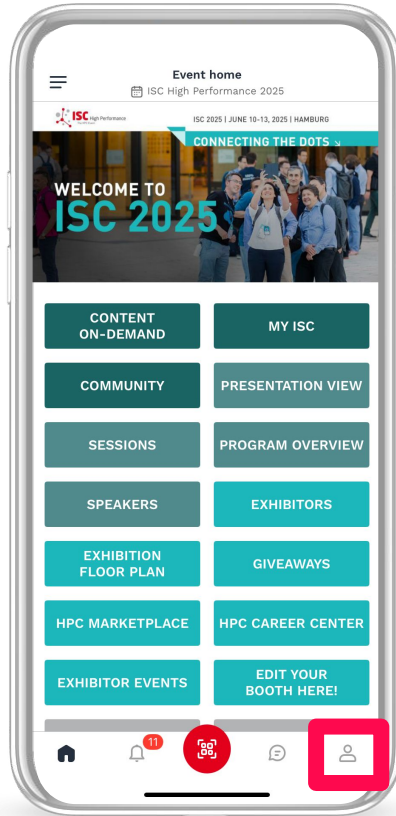 Event home
ISC High Performance 2025
ISC High Performance
ISC 2025 | JUNE 10-13, 2025 | HAMBURG
CONNECTING THE DOTS
WELCOME TO
ISC 2025
CONTENT
ON-DEMAND
MY ISC
COMMUNITY
PRESENTATION VIEW
SESSIONS
PROGRAM OVERVIEW
SPEAKERS
EXHIBITORS
EXHIBITION
FLOOR PLAN
GIVEAWAYS
HPC MARKETPLACE
HPC CAREER CENTER
EXHIBITOR EVENTS
EDIT YOUR
BOOTH HERE!
11